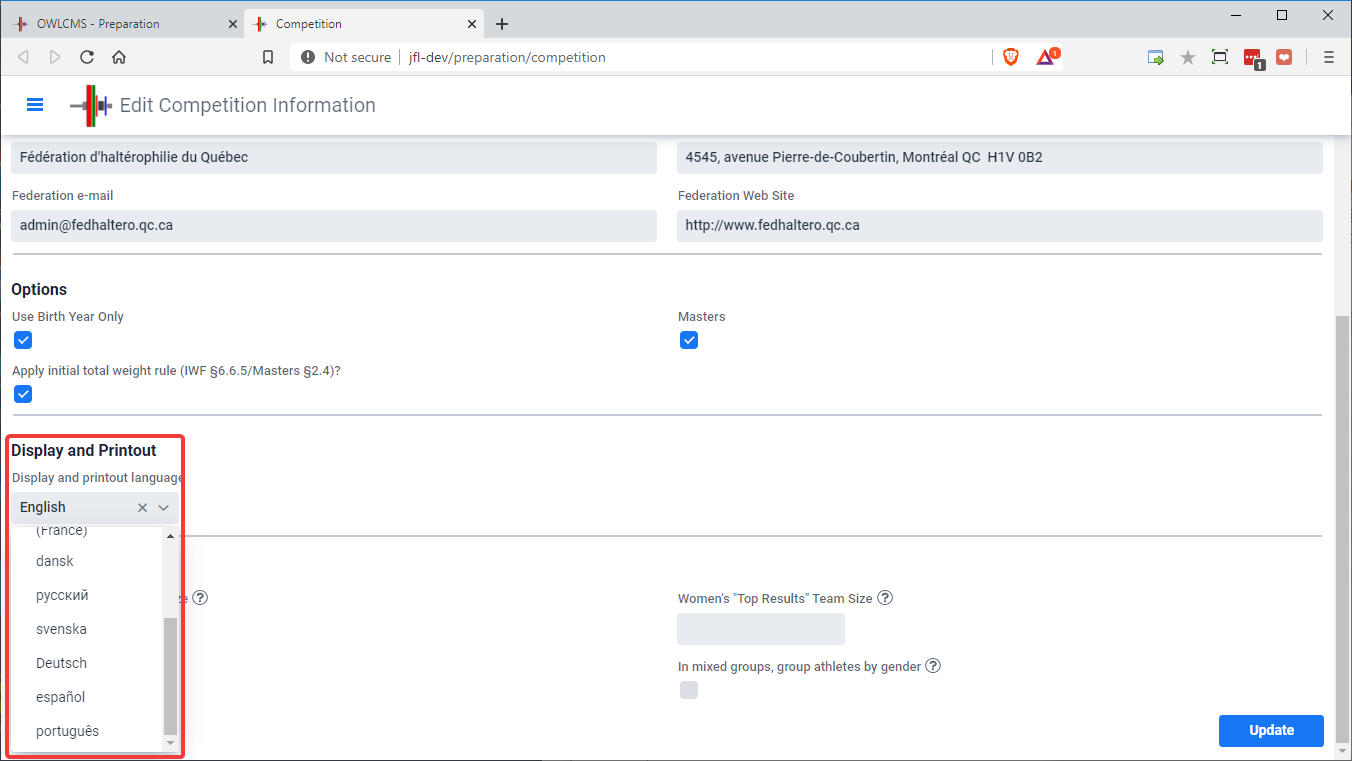 OWLCMS - Preparation
Competition
Not secure
jfl-dev/preparation/competition
1
1
Edit Competition Information
Fédération d'haltérophilie du Québec
4545, avenue Pierre-de-Coubertin, Montréal QC H1V 0B2
Federation e-mail
Federation Web Site
admin@fedhaltero.qc.ca
http://www.fedhaltero.qc.ca
Options
Use Birth Year Only
Masters
Apply initial total weight rule (IWF §6.6.5/Masters §2.4)?
Display and Printout
Display and printout language
English
(France)
dansk
русский
svenska
Deutsch
español
português
Women's "Top Results" Team Size
In mixed groups, group athletes by gender
Update